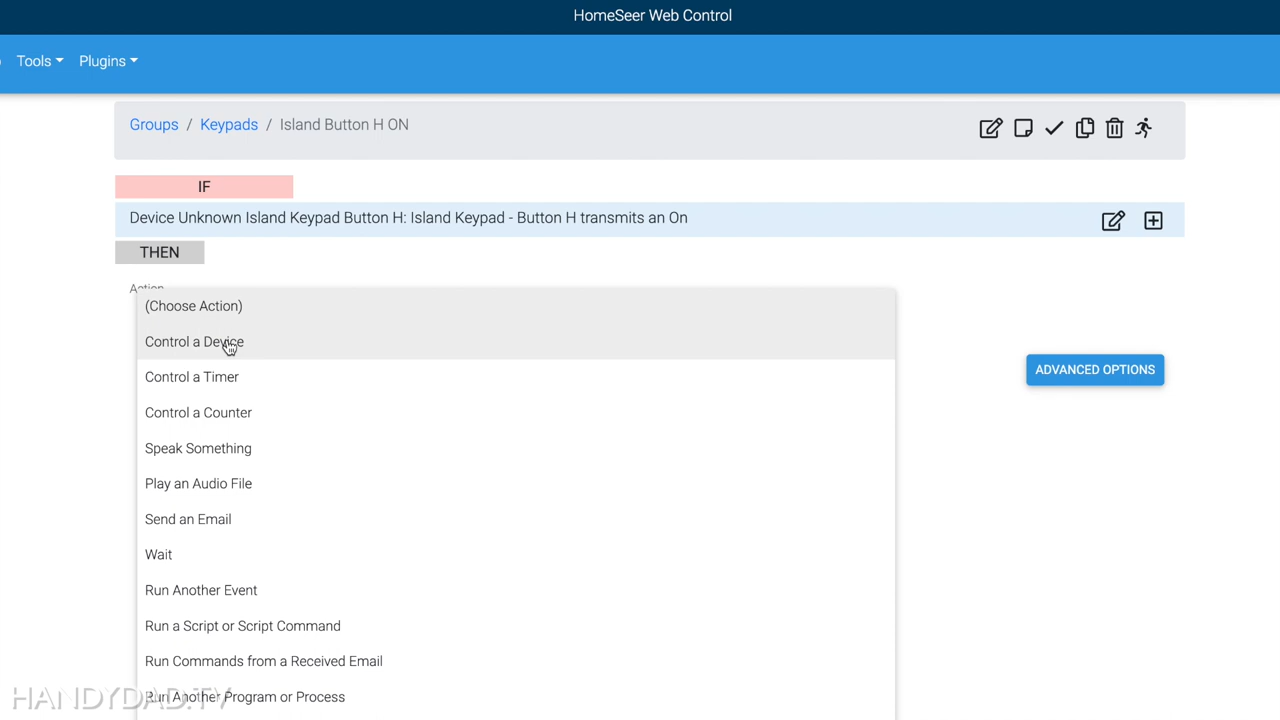 HomeSeer Web Control
Tools Plugins
Groups / Keypads / Island Button H ON
IF
Device Unknown Island Keypad Button H: Island Keypad - Button H transmits an On
THEN
Action
(Choose Action)
Control a Device
ADVANCED OPTIONS
Control a Timer
Control a Counter
Speak Something
Play an Audio File
Send an Email
Wait
Run Another Event
Run a Script or Script Command
Run Commands from a Received Email
Run Another Program or Process
HANDYDAD.TV